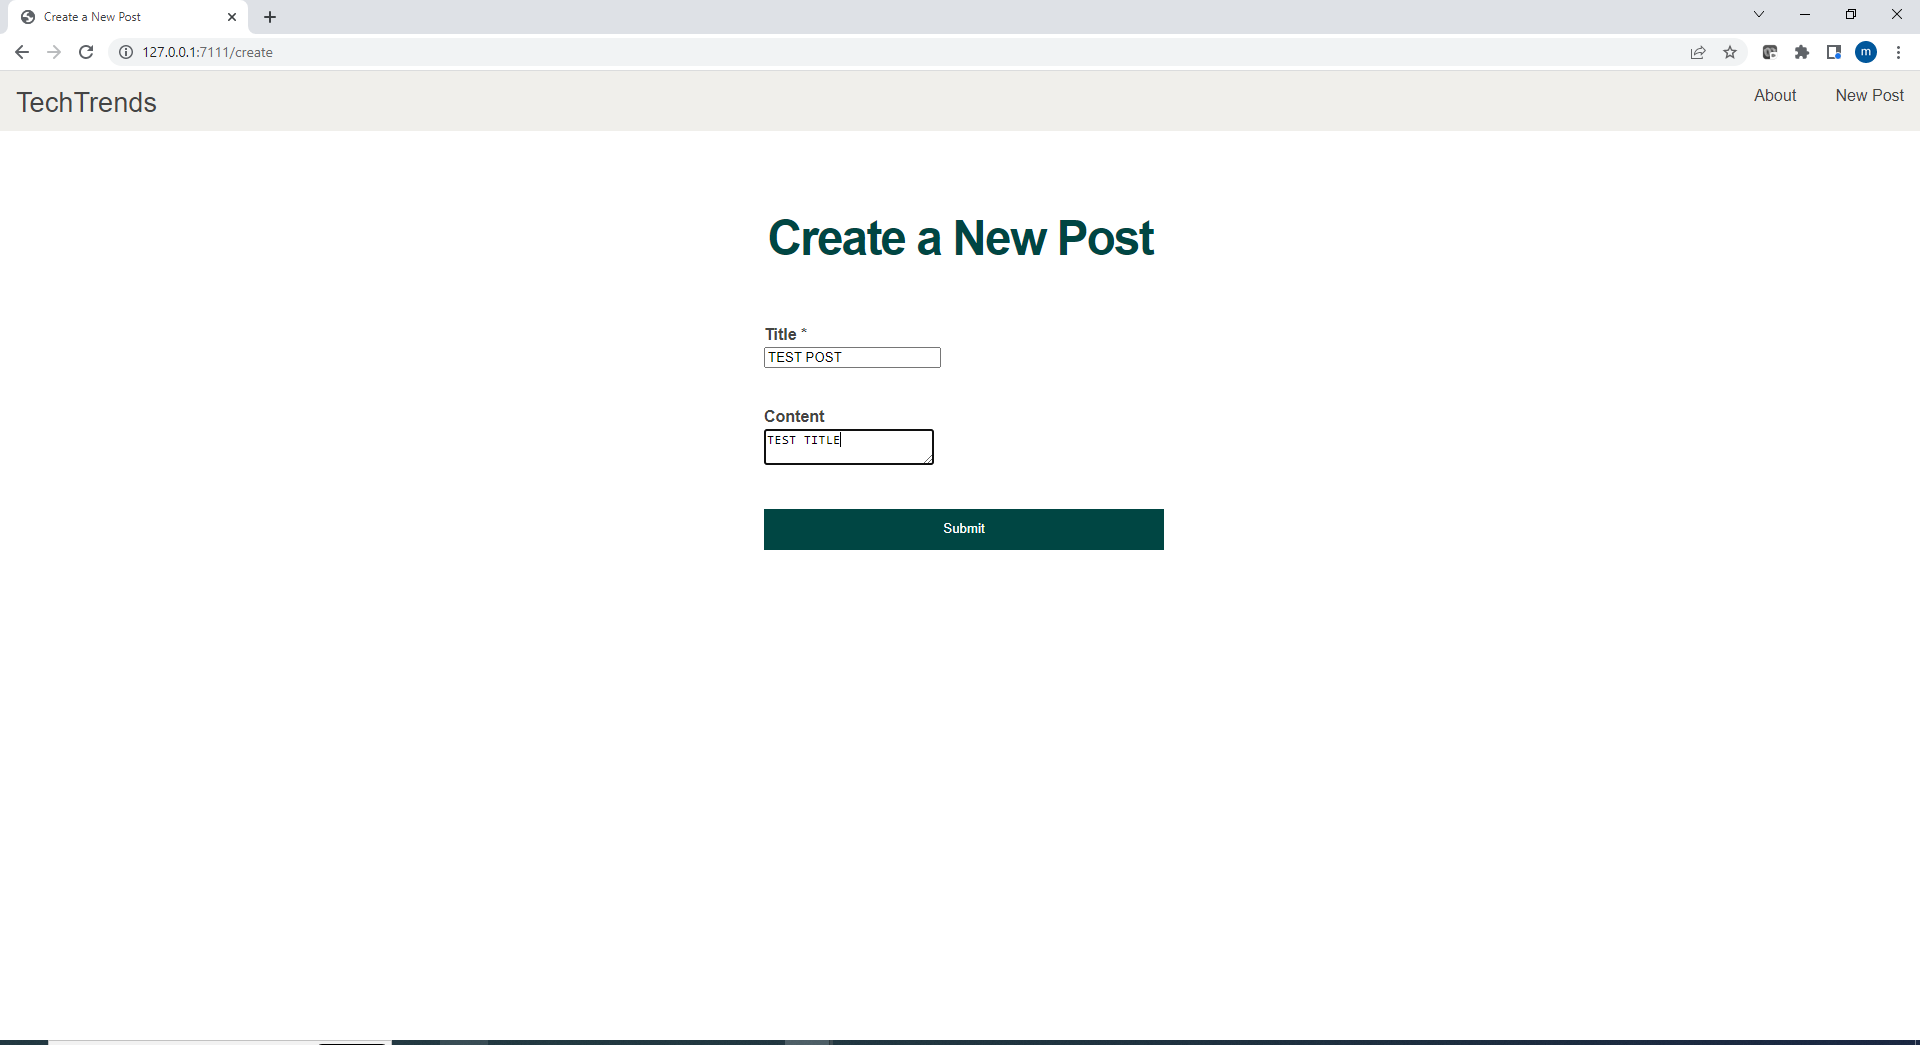 Create a New Post
127.0.0.1:7111/create
m
TechTrends
About
New Post
Create a New Post
Title *
TEST POST
Content
TEST TITLE
Submit